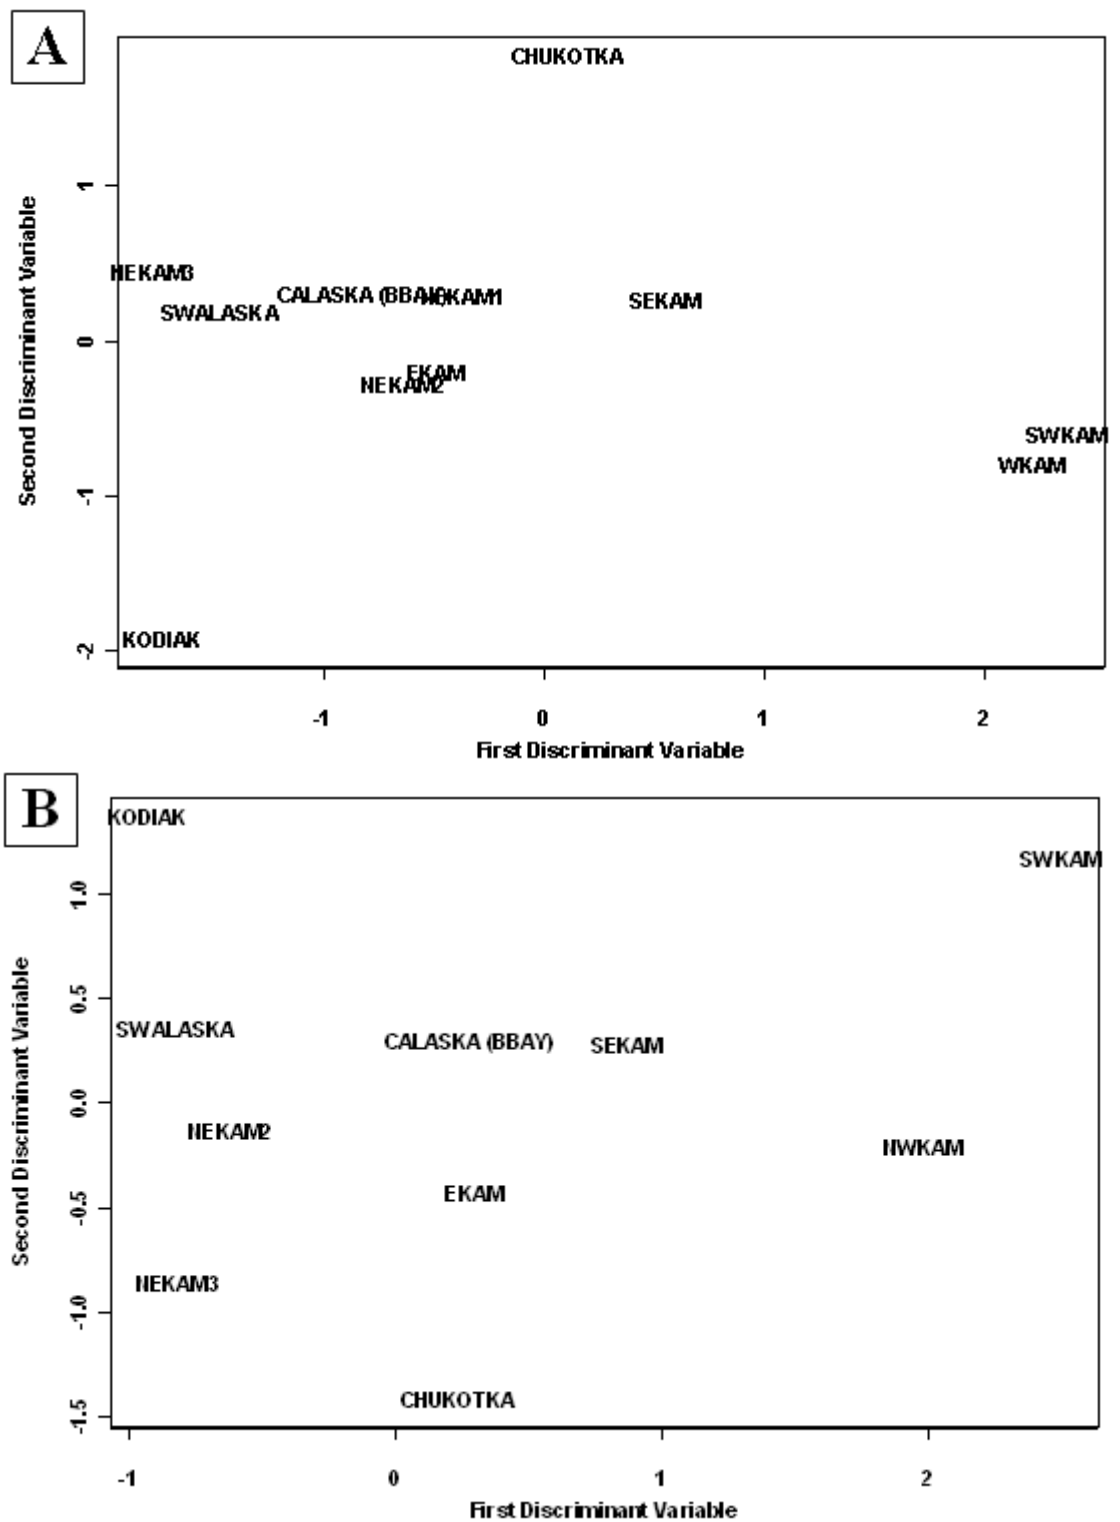 A
CHUKOTKA
1
NEKAM3
CALASKA (BBAY)
NEKAM1
SEKAM
SWALASKA
0
EKAM
NEKAM2
SWKAM
WKAM
-1
KODIAK
-2
Second Discriminant Variable
-1 0 1 2
First Discriminant Variable
B
KODIAK
SWKAM
1.0
0.5
SWALASKA
CALASKA (BBAY)
SEKAM
0.0
NEKAM2
NWKAM
EKAM
-0.5
NEKAM3
-1.0
CHUKOTKA
-1.5
Second Discriminant Variable
-1 0 1 2
First Discriminant Variable